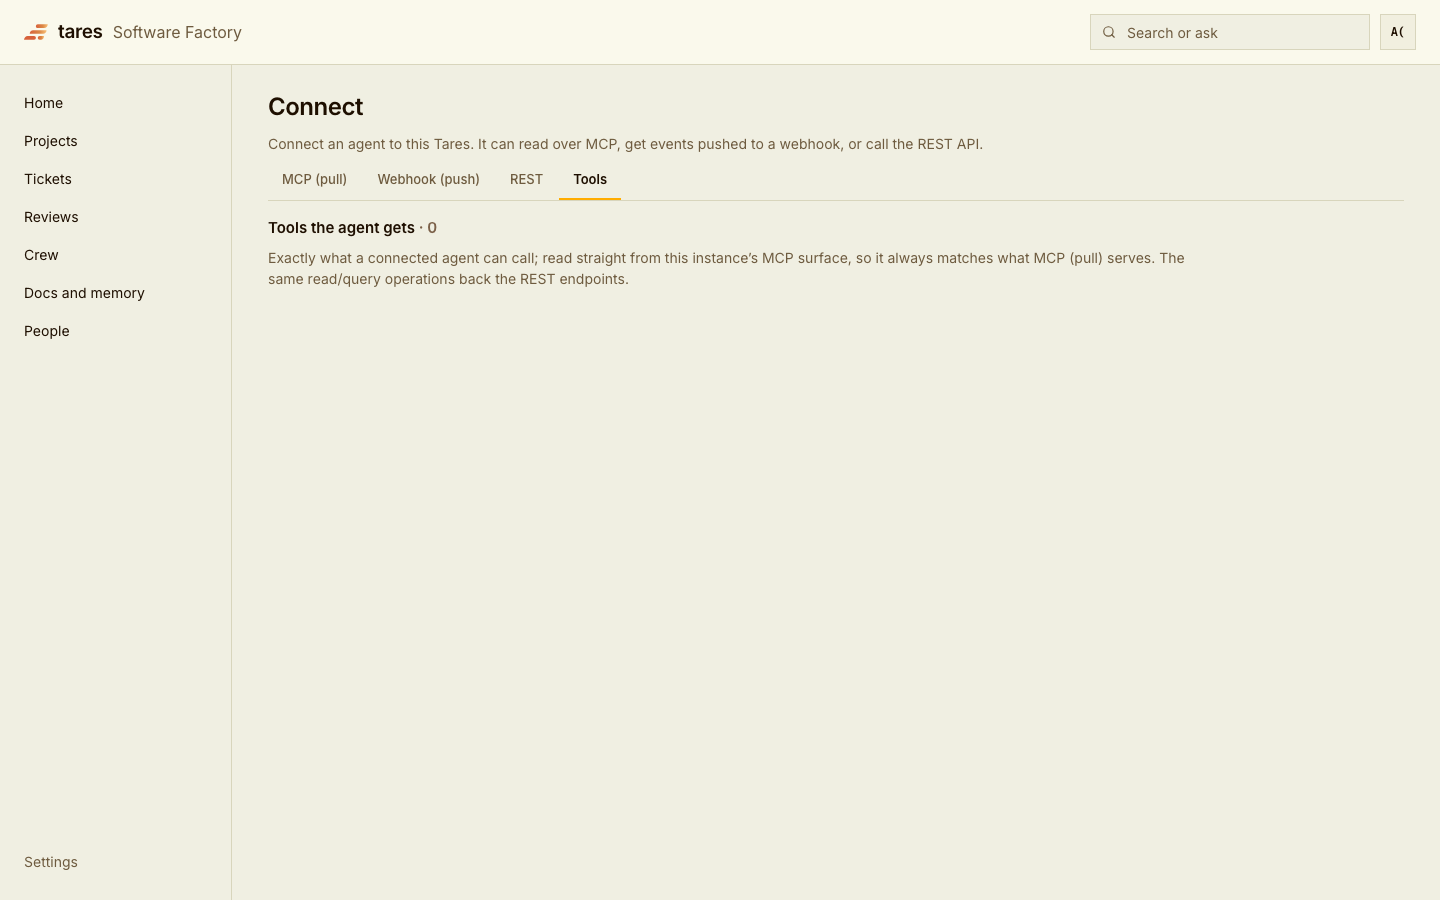 tares Software Factory
Search or ask
A(
Home
Projects
Tickets
Reviews
Crew
Docs and memory
People
Settings
Connect
Connect an agent to this Tares. It can read over MCP, get events pushed to a webhook, or call the REST API.
MCP (pull) Webhook (push) REST Tools
Tools the agent gets · 0
Exactly what a connected agent can call; read straight from this instance’s MCP surface, so it always matches what MCP (pull) serves. The
same read/query operations back the REST endpoints.